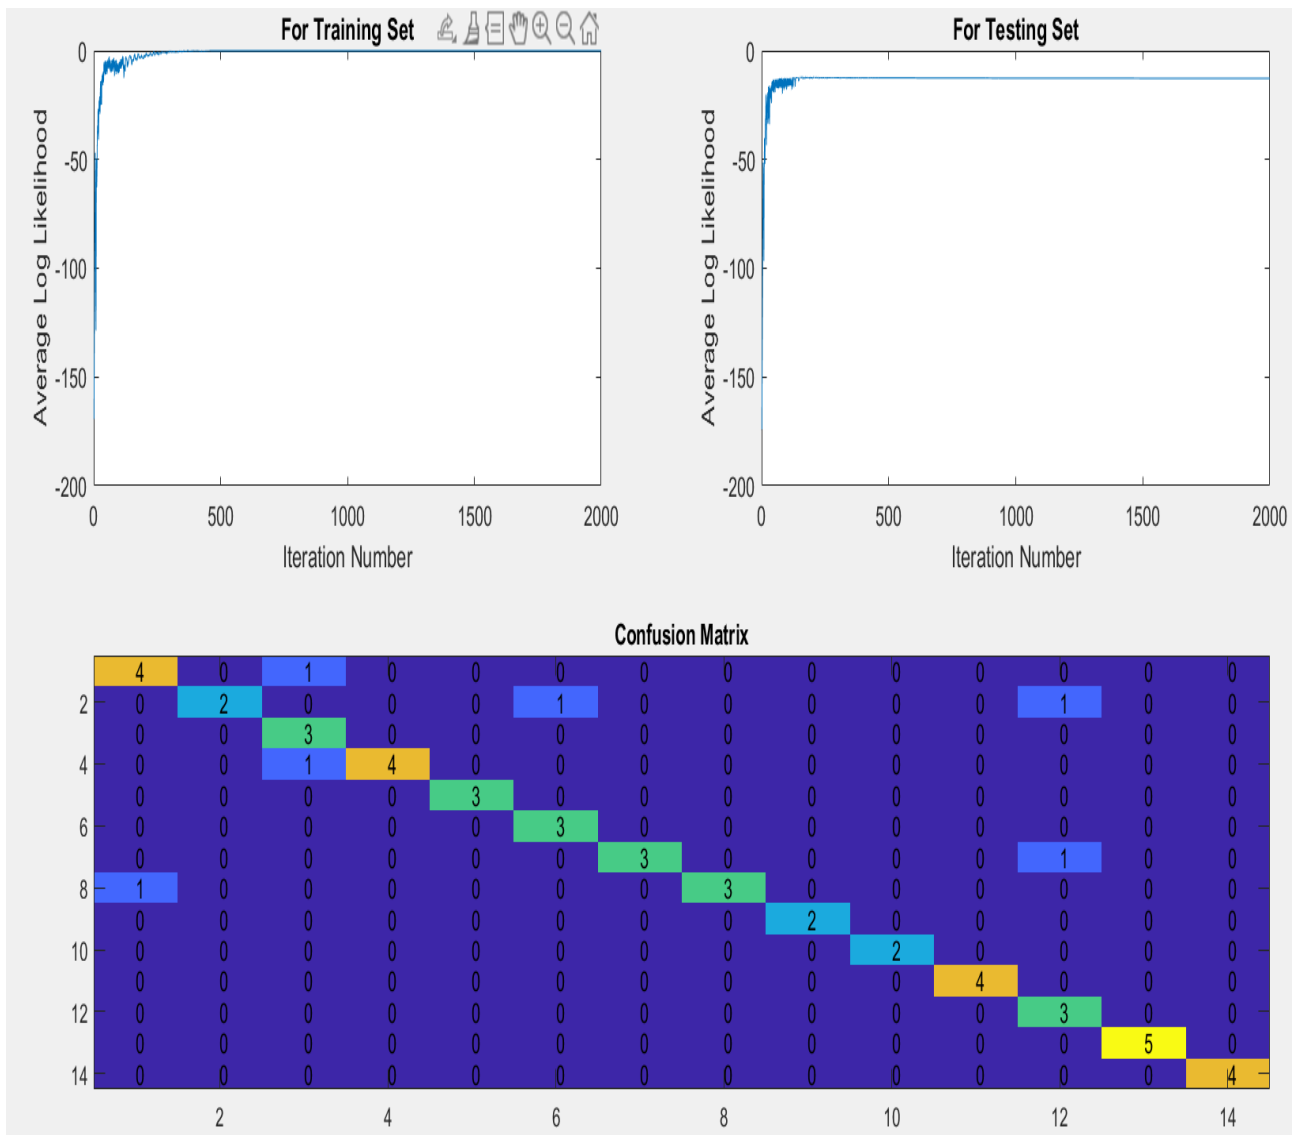 For Training Set
0
-50
-100
-150
-200
Average Log Likelihood
0 500 1000 1500 2000
Iteration Number
For Testing Set
0
-50
-100
-150
-200
Average Log Likelihood
0 500 1000 1500 2000
Iteration Number
Confusion Matrix
4 0 1 0 0 0 0 0 0 0 0 0 0 0
2 0 2 0 0 0 1 0 0 0 0 0 1 0 0
0 0 3 0 0 0 0 0 0 0 0 0 0 0
4 0 0 1 4 0 0 0 0 0 0 0 0 0 0
0 0 0 0 3 0 0 0 0 0 0 0 0 0
6 0 0 0 0 0 3 0 0 0 0 0 0 0 0
0 0 0 0 0 0 3 0 0 0 0 1 0 0
8 1 0 0 0 0 0 0 3 0 0 0 0 0 0
0 0 0 0 0 0 0 0 2 0 0 0 0 0
10 0 0 0 0 0 0 0 0 0 2 0 0 0 0
0 0 0 0 0 0 0 0 0 0 4 0 0 0
12 0 0 0 0 0 0 0 0 0 0 0 3 0 0
0 0 0 0 0 0 0 0 0 0 0 0 5 0
14 0 0 0 0 0 0 0 0 0 0 0 0 0 4
2 4 6 8 10 12 14